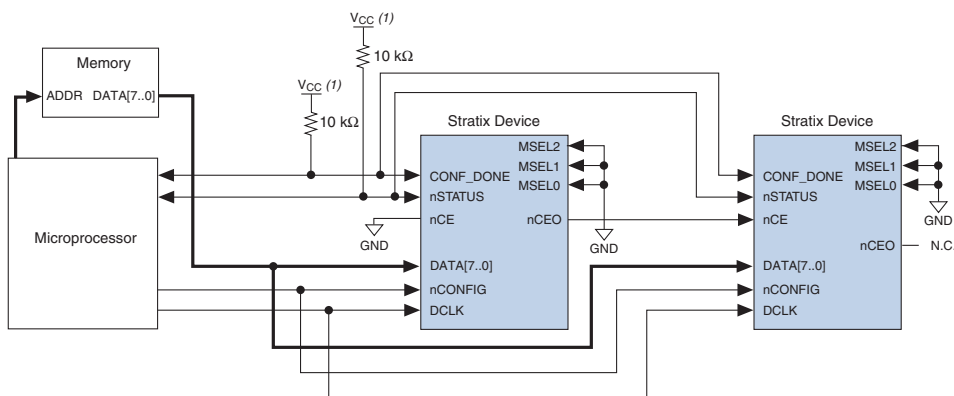 VCC (1)
10 kΩ
VCC (1)
10 kΩ
Memory
ADDR DATA[7..0]
Microprocessor
Stratix Device
MSEL2
MSEL1
MSEL0
CONF_DONE
nSTATUS
nCE
nCEO
GND
GND
DATA[7..0]
nCONFIG
DCLK
Stratix Device
MSEL2
MSEL1
MSEL0
CONF_DONE
nSTATUS
nCE
GND
nCEO
N.C.
DATA[7..0]
nCONFIG
DCLK